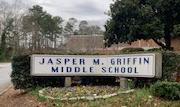 JASPER M. GRIFFIN
MIDDLE SCHOOL